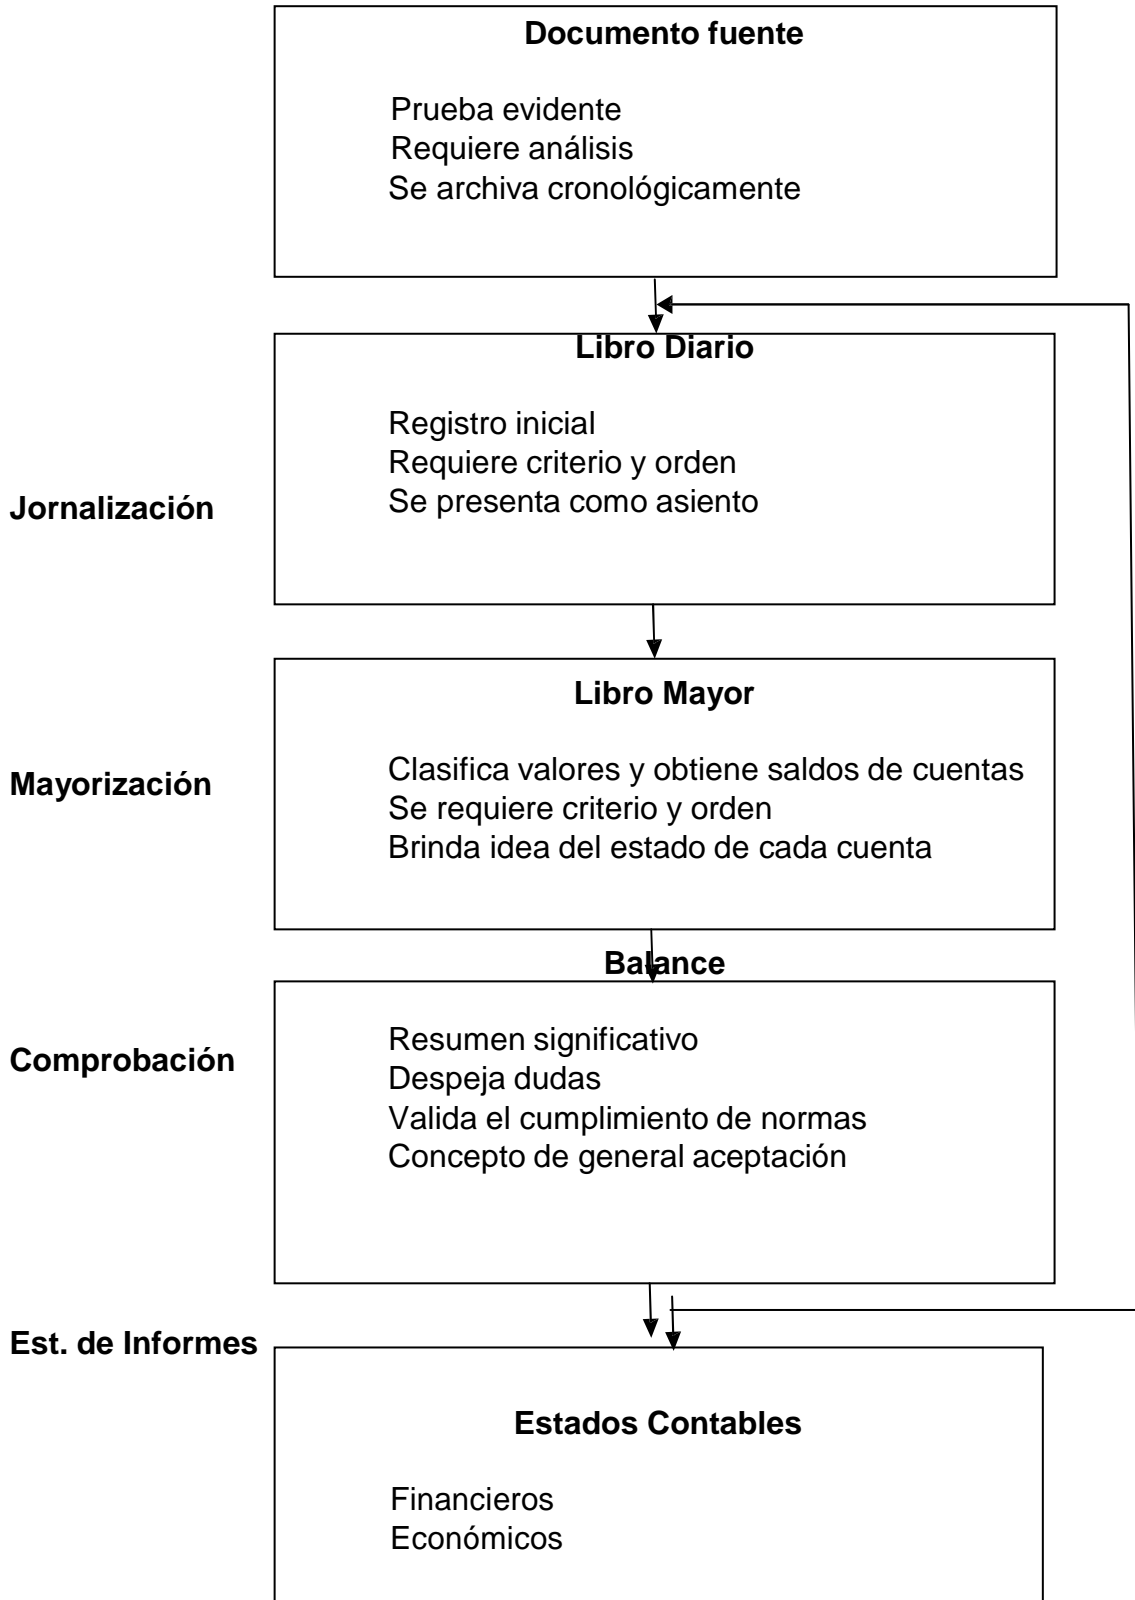 Documento fuente
Prueba evidente
Requiere análisis
Se archiva cronológicamente
Libro Diario
Registro inicial
Requiere criterio y orden
Se presenta como asiento
Jornalización
Libro Mayor
Clasifica valores y obtiene saldos de cuentas
Mayorización
Se requiere criterio y orden
Brinda idea del estado de cada cuenta
Balance
Resumen significativo
Comprobación
Despeja dudas
Valida el cumplimiento de normas
Concepto de general aceptación
Est. de Informes
Estados Contables
Financieros
Económicos